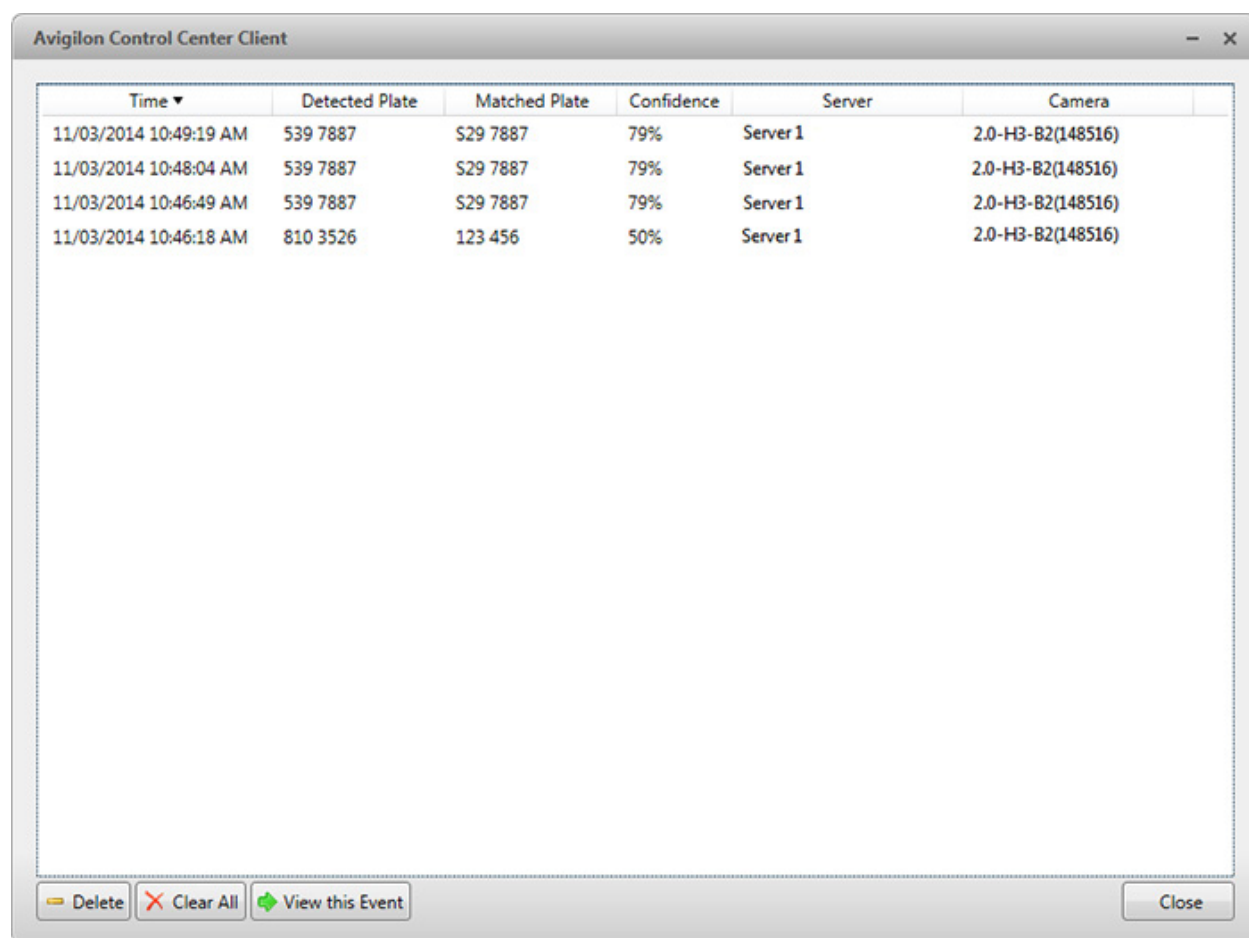 Avigilon Control Center Client
Time Detected Plate Matched Plate Confidence Server Camera
11/03/2014 10:49:19 AM 539 7887 S29 7887 79% Server 1 2.0-H3-B2(148516)
11/03/2014 10:48:04 AM 539 7887 S29 7887 79% Server 1 2.0-H3-B2(148516)
11/03/2014 10:46:49 AM 539 7887 S29 7887 79% Server 1 2.0-H3-B2(148516)
11/03/2014 10:46:18 AM 810 3526 123 456 50% Server 1 2.0-H3-B2(148516)
Delete Clear All View this Event Close